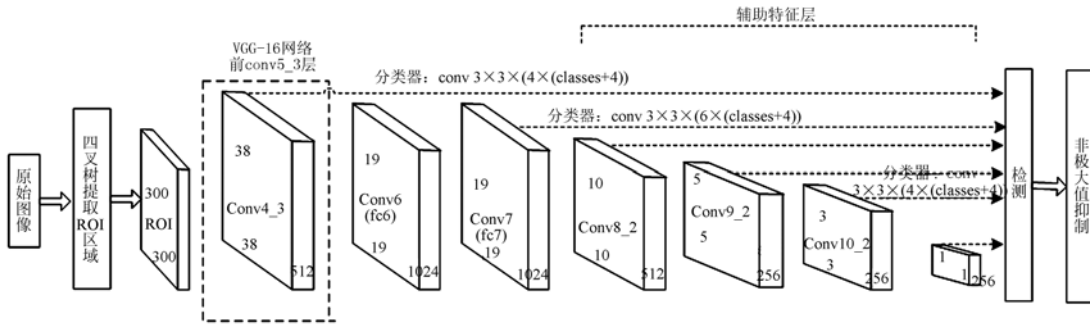 辅助特征层
VGG-16网络
前conv5_3层
分类器：conv 3×3×(4×(classes+4))
分类器：conv 3×3×(6×(classes+4))
分类器：conv
3×3×(4×(classes+4))
原始图像
四叉树提取ROI区域
300
ROI
300
38
Conv4_3
38
512
19
Conv6
(fc6)
19
1024
19
Conv7
(fc7)
19
1024
10
Conv8_2
10
512
5
Conv9_2
5
256
3
Conv10_2
3
256
1
1
256
检测
非极大值抑制